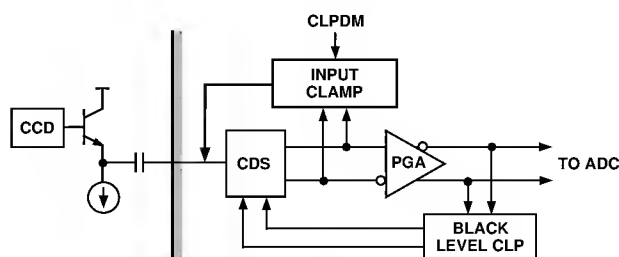 CLPDM
INPUT
CLAMP
CCD
CDS
PGA
TO ADC
BLACK
LEVEL CLP